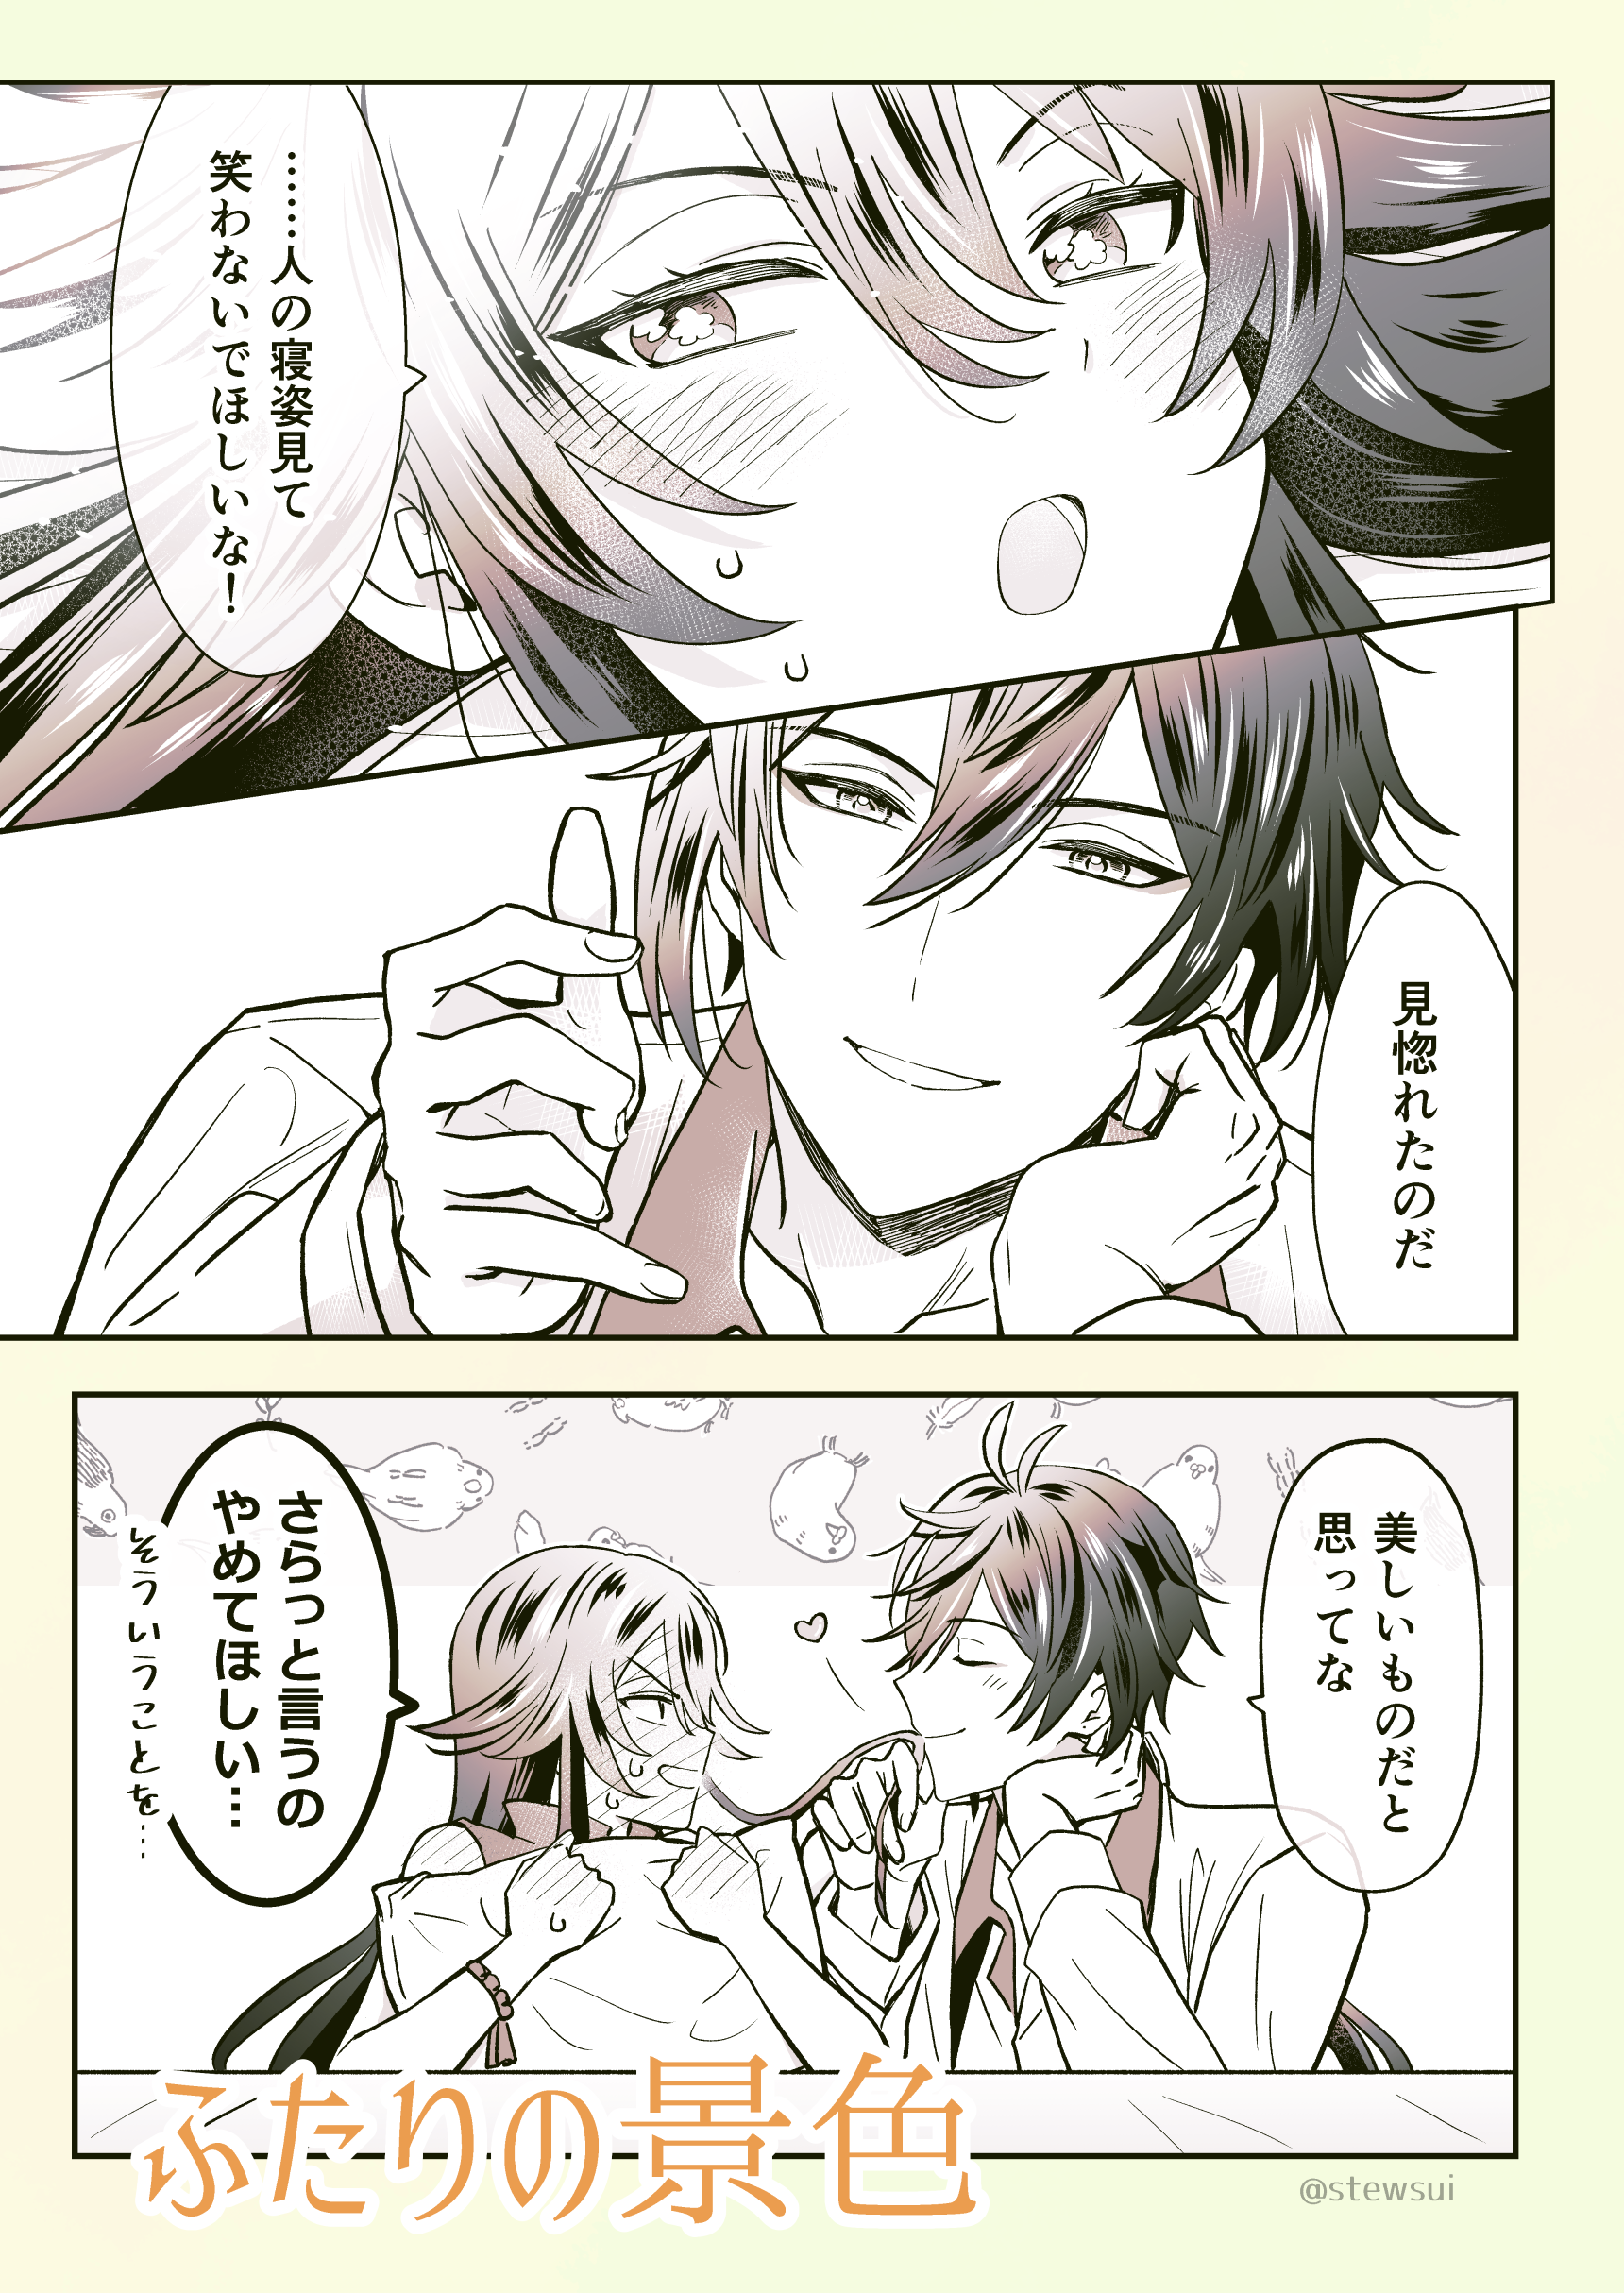 ……人の寝姿見て
笑わないでほしいな！
見惚れたのだ
美しいものだと
思ってな
さらっと言うの
やめてほしい…
そういうことを…
ふたりの景色
@stewsui